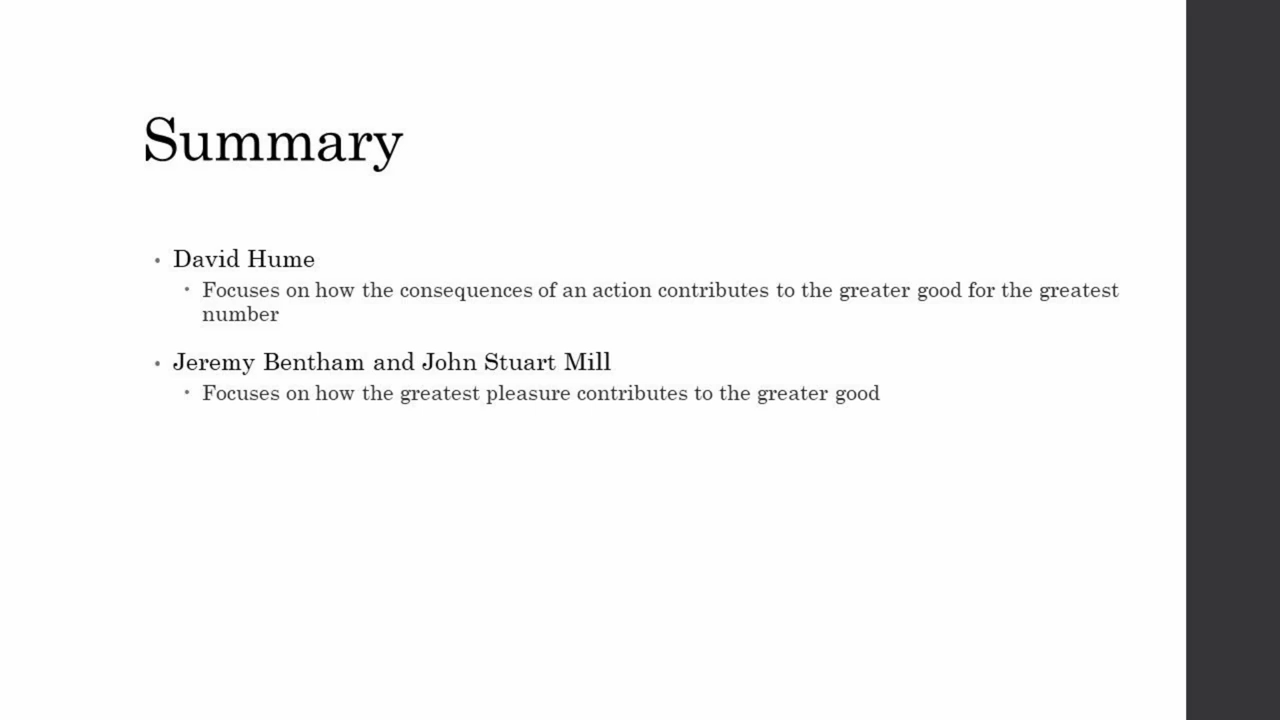 Summary
• David Hume
• Focuses on how the consequences of an action contributes to the greater good for the greatest
number
• Jeremy Bentham and John Stuart Mill
• Focuses on how the greatest pleasure contributes to the greater good